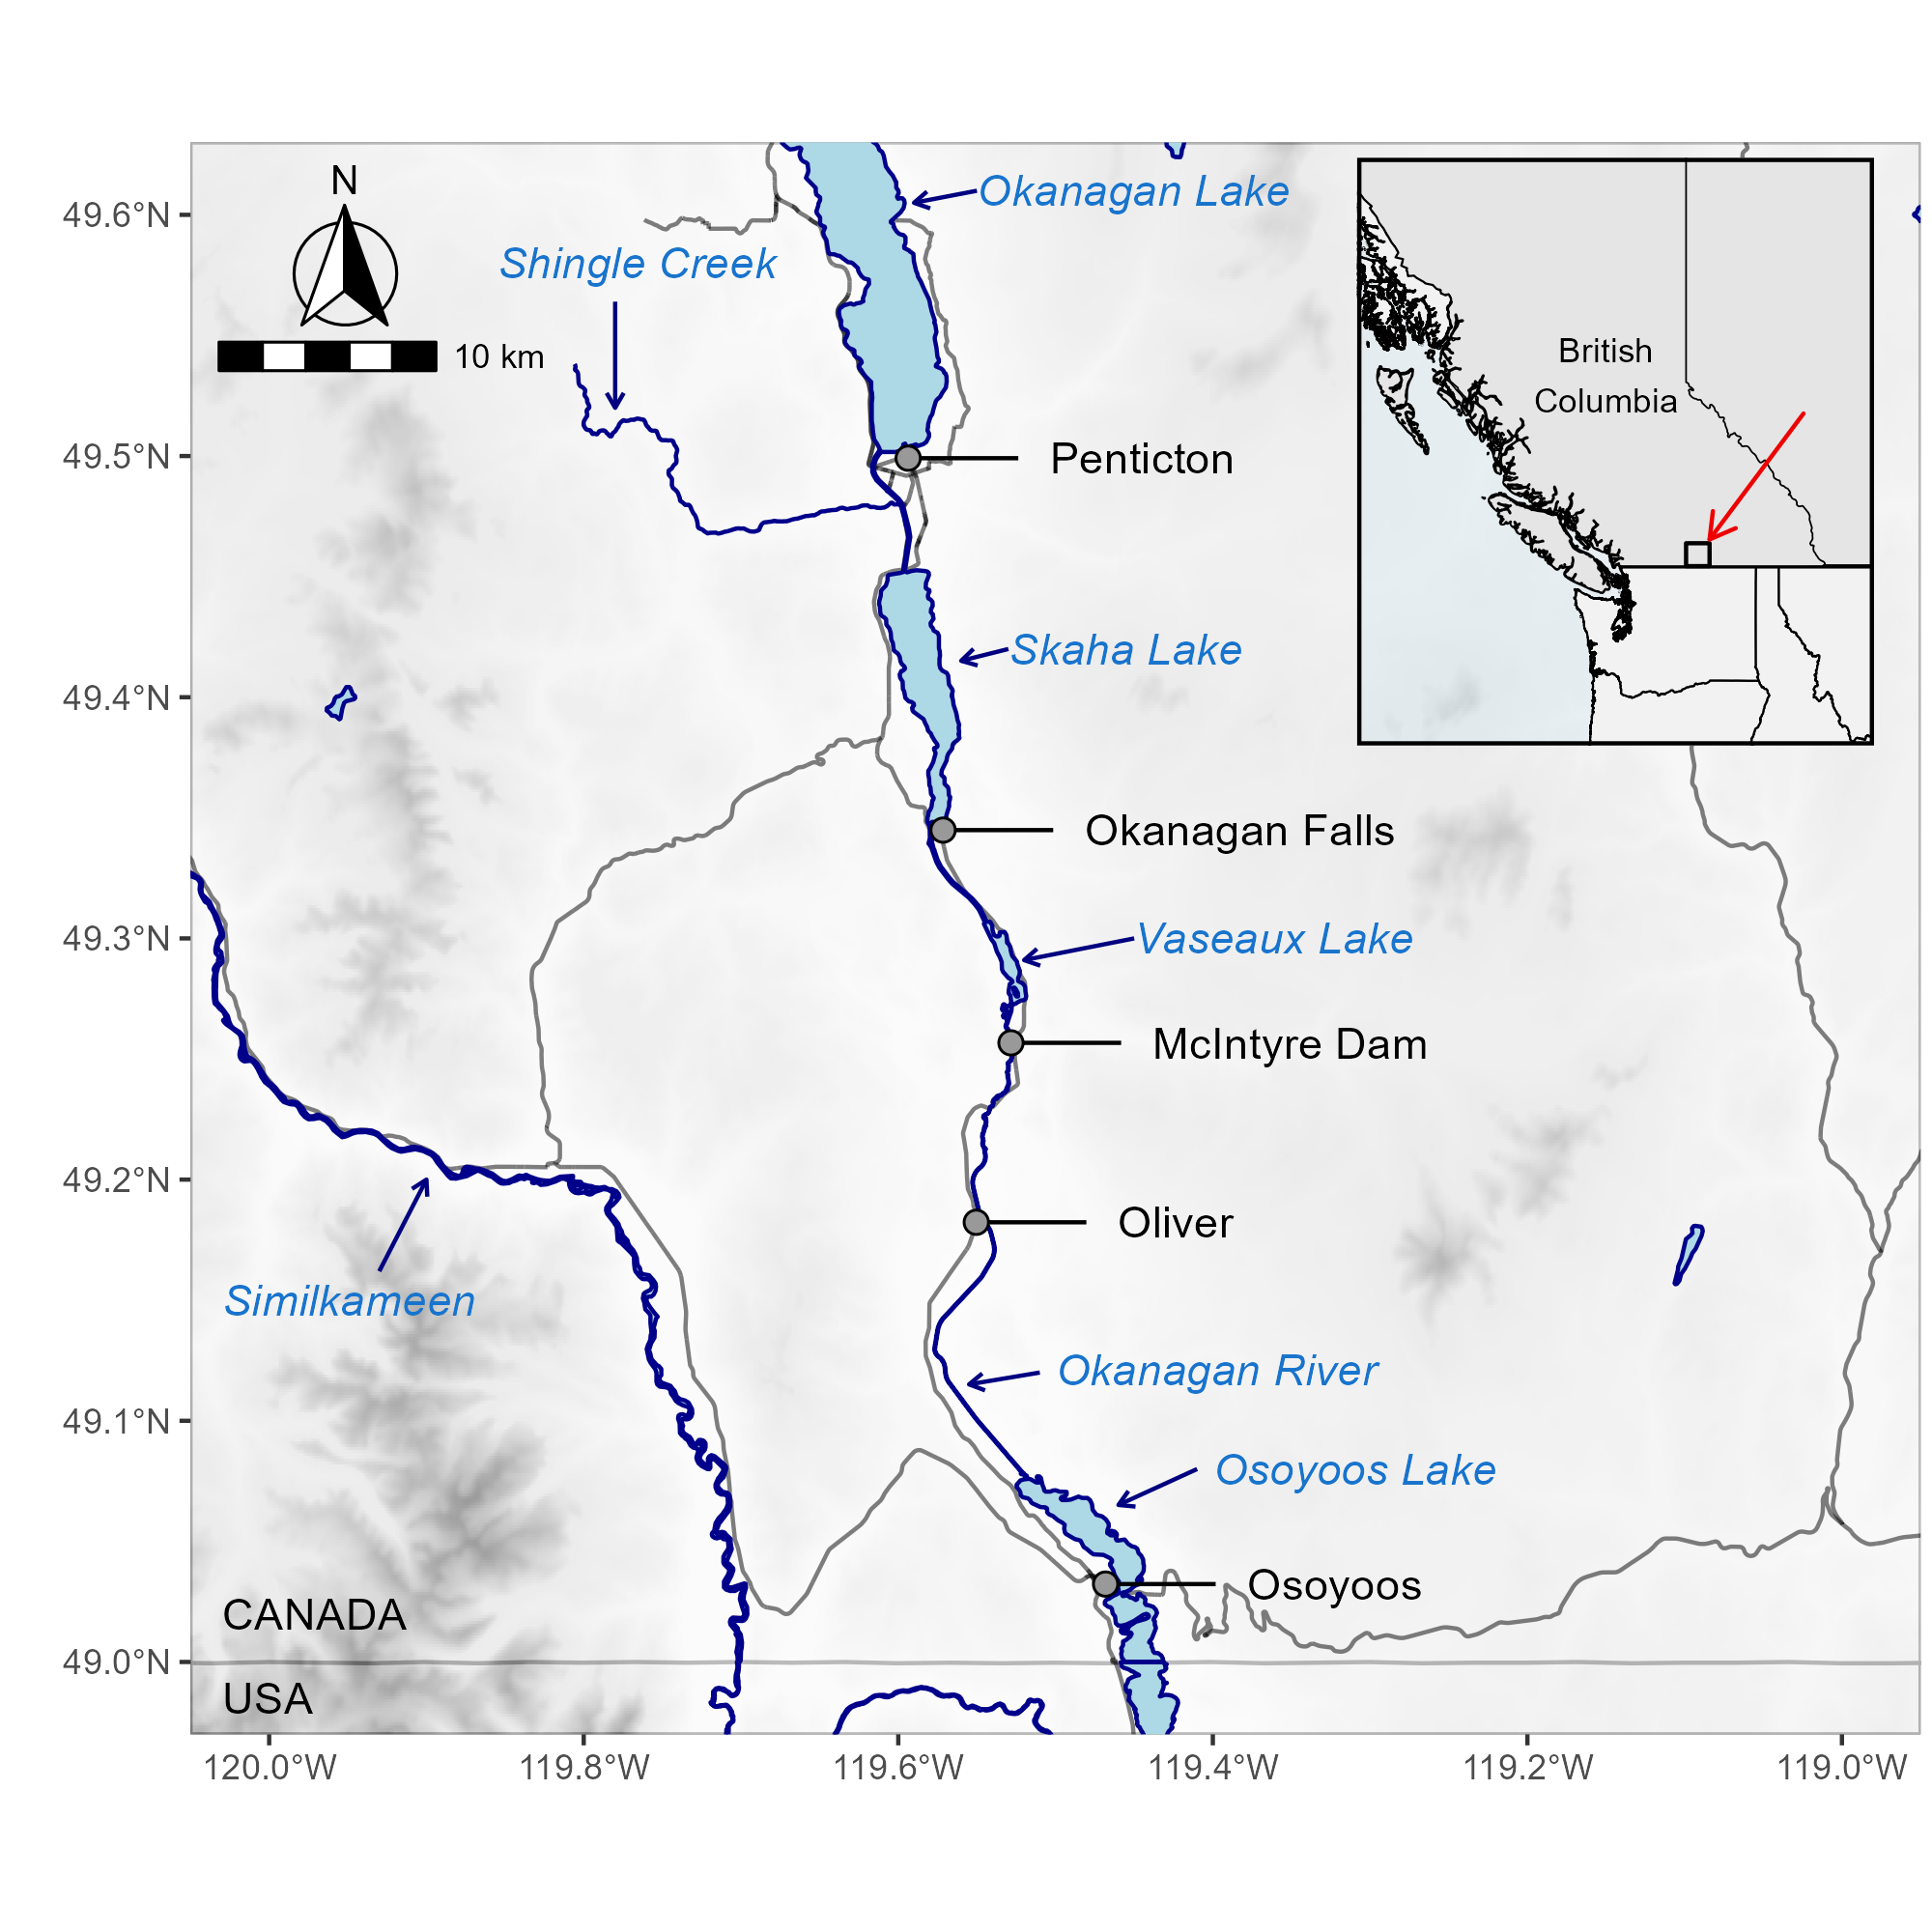 N
Okanagan Lake
49.6°N
Shingle Creek
10 km
British
Columbia
49.5°N
Penticton
Skaha Lake
49.4°N
Okanagan Falls
49.3°N
Vaseaux Lake
McIntyre Dam
49.2°N
Oliver
Similkameen
Okanagan River
49.1°N
Osoyoos Lake
Osoyoos
CANADA
49.0°N
USA
120.0°W
119.8°W
119.6°W
119.4°W
119.2°W
119.0°W